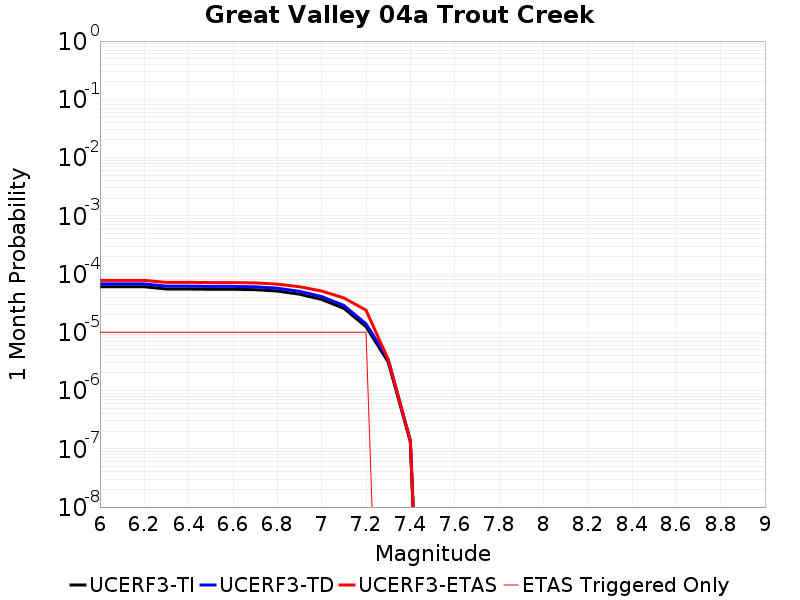 Great Valley 04a Trout Creek
1 Month Probability
10^0
10^-1
10^-2
10^-3
10^-4
10^-5
10^-6
10^-7
10^-8
6 6.2 6.4 6.6 6.8 7 7.2 7.4 7.6 7.8 8 8.2 8.4 8.6 8.8 9
Magnitude
UCERF3-TI UCERF3-TD UCERF3-ETAS ETAS Triggered Only